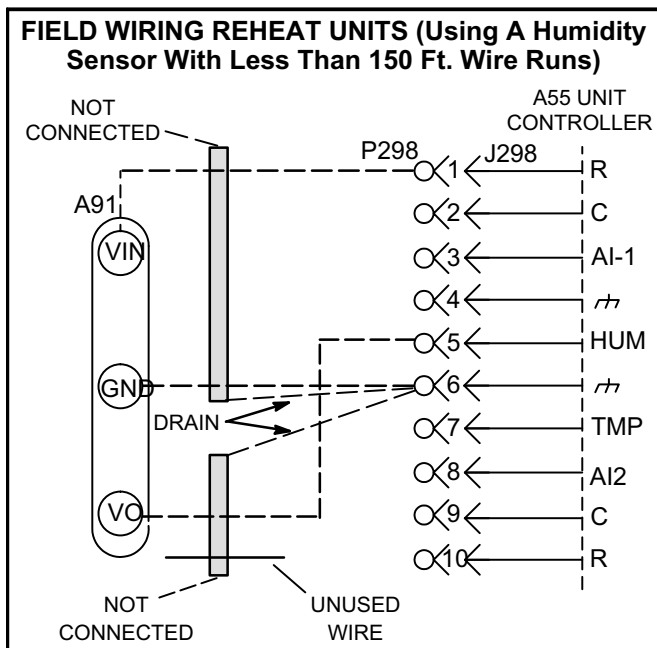 FIELD WIRING REHEAT UNITS (Using A Humidity
Sensor With Less Than 150 Ft. Wire Runs)
NOT
CONNECTED
A55 UNIT
CONTROLLER
P298
J298
A91
VIN
GND
VO
DRAIN
1 R
2 C
3 AI-1
4
5 HUM
6
7 TMP
8 AI2
9 C
10 R
NOT
CONNECTED
UNUSED
WIRE